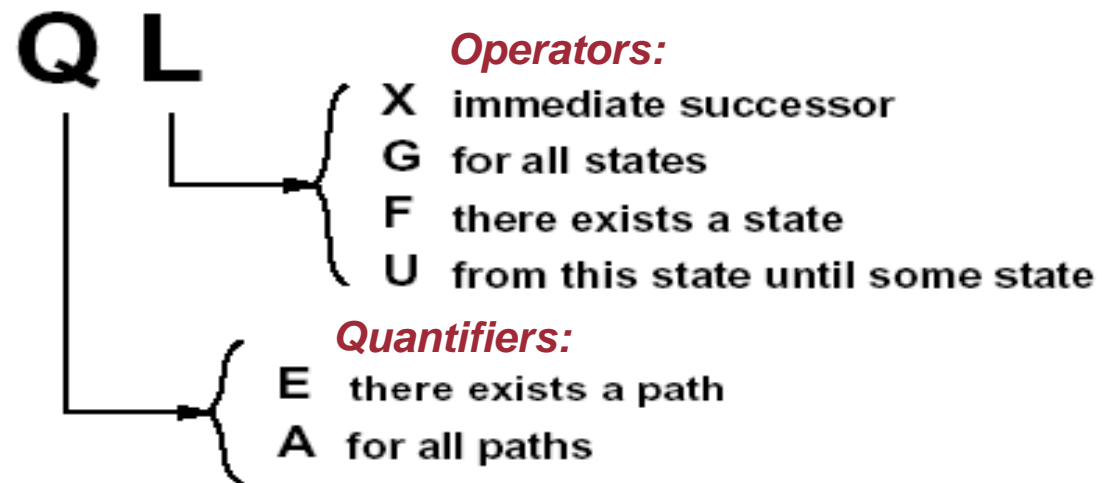 Q L
Operators:
X immediate successor
G for all states
F there exists a state
U from this state until some state
Quantifiers:
E there exists a path
A for all paths